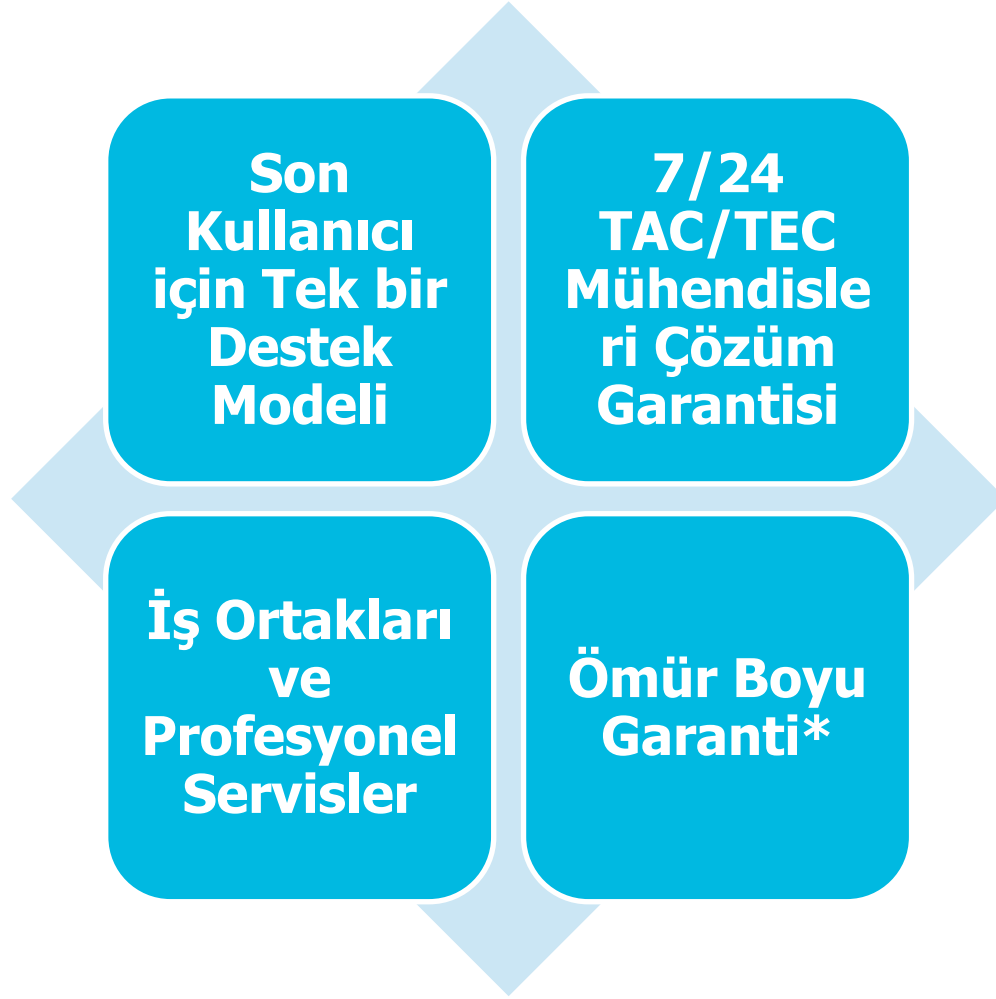 Son
Kullanıcı
için Tek bir
Destek
Modeli
7/24
TAC/TEC
Mühendisle
ri Çözüm
Garantisi
İş Ortakları
ve
Profesyonel
Servisler
Ömür Boyu
Garanti*